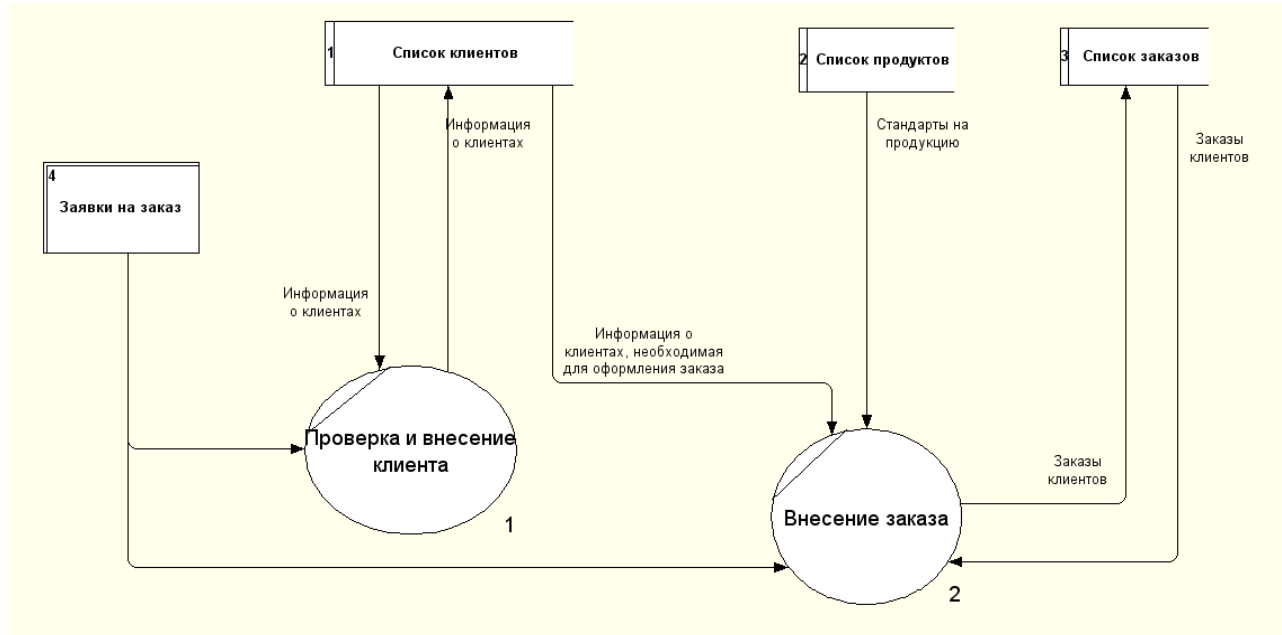 1 Список клиентов
2 Список продуктов
3 Список заказов
Информация
о клиентах
Стандарты на
продукцию
Заказы
клиентов
4
Заявки на заказ
Информация
о клиентах
Информация о
клиентах, необходимая
для оформления заказа
Проверка и внесение
клиента
1
Заказы
клиентов
Внесение заказа
2